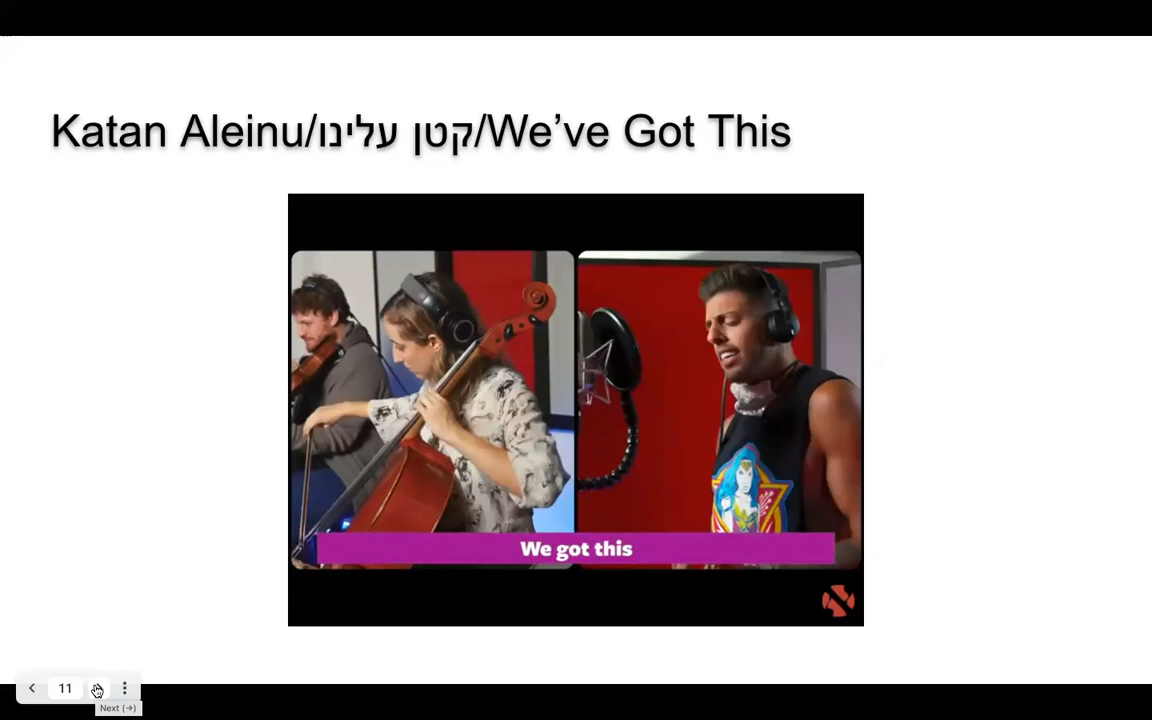 Katan Aleinu/קטן עלינו/We’ve Got This
We got this
11
Next (→)